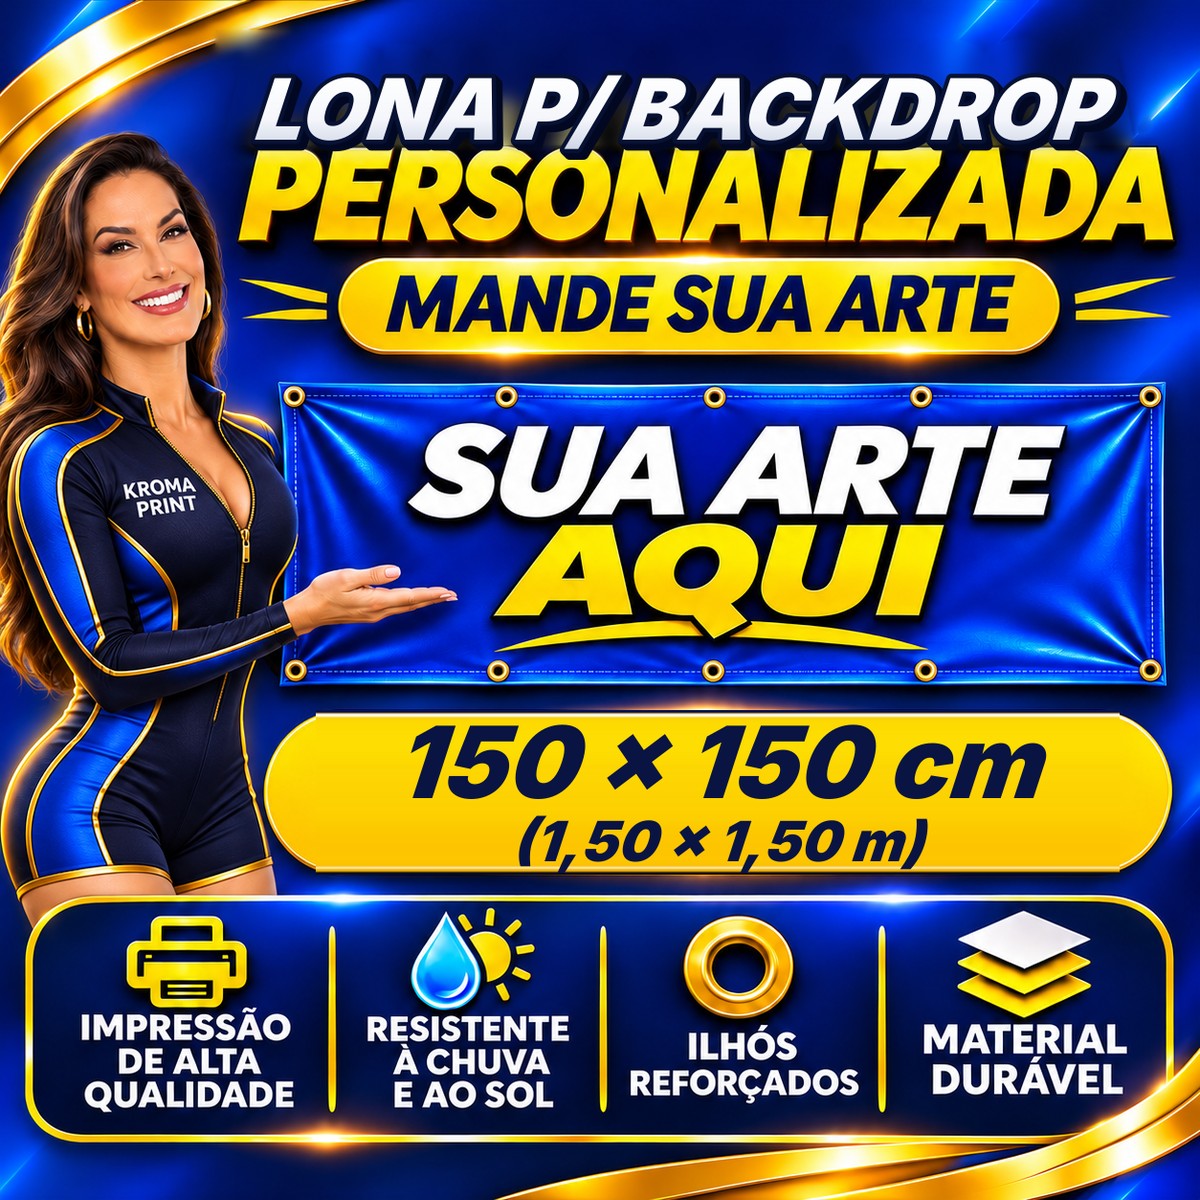 LONA P/ BACKDROP
PERSONALIZADA
MANDE SUA ARTE
KROMA
PRINT
SUA ARTE
AQUI
150 × 150 cm
(1,50 × 1,50 m)
IMPRESSÃO
DE ALTA
QUALIDADE
RESISTENTE
À CHUVA
E AO SOL
ILHÓS
REFORÇADOS
MATERIAL
DURÁVEL